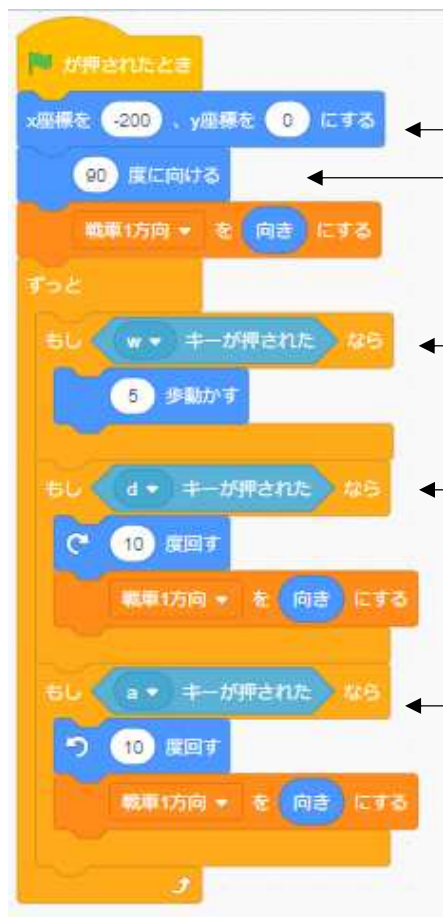 が押されたとき
x座標を -200 、y座標を 0 にする
90 度に向ける
戦車1方向 を 向き にする
ずっと
もし w キーが押された なら
5 歩動かす
もし d キーが押された なら
10 度回す
戦車1方向 を 向き にする
もし a キーが押された なら
10 度回す
戦車1方向 を 向き にする